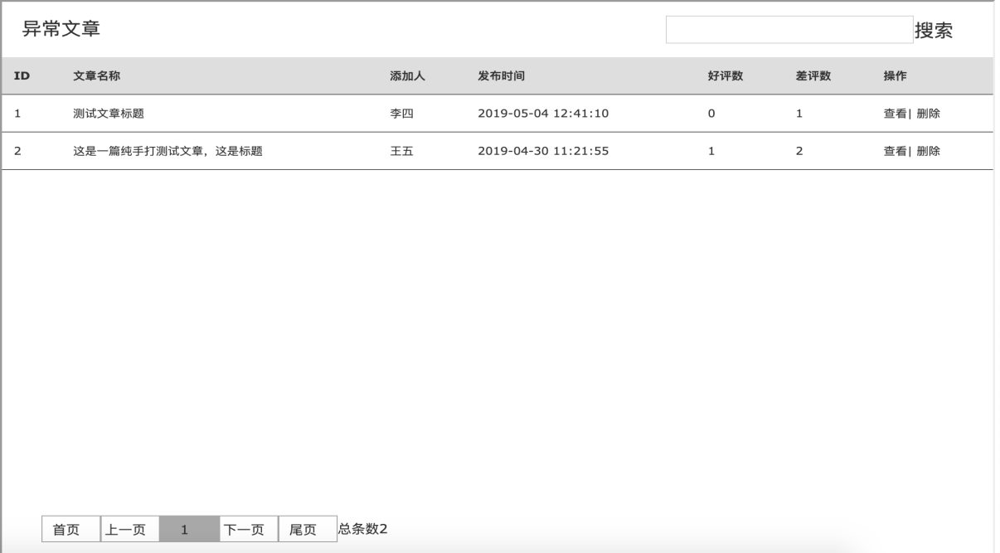 异常文章 搜索
ID 文章名称 添加人 发布时间 好评数 差评数 操作
1 测试文章标题 李四 2019-05-04 12:41:10 0 1 查看| 删除
2 这是一篇纯手打测试文章，这是标题 王五 2019-04-30 11:21:55 1 2 查看| 删除
首页 上一页 1 下一页 尾页 总条数2